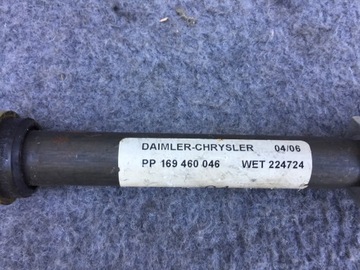 DAIMLER-CHRYSLER 04/06
PP 169 460 046 WET 224724